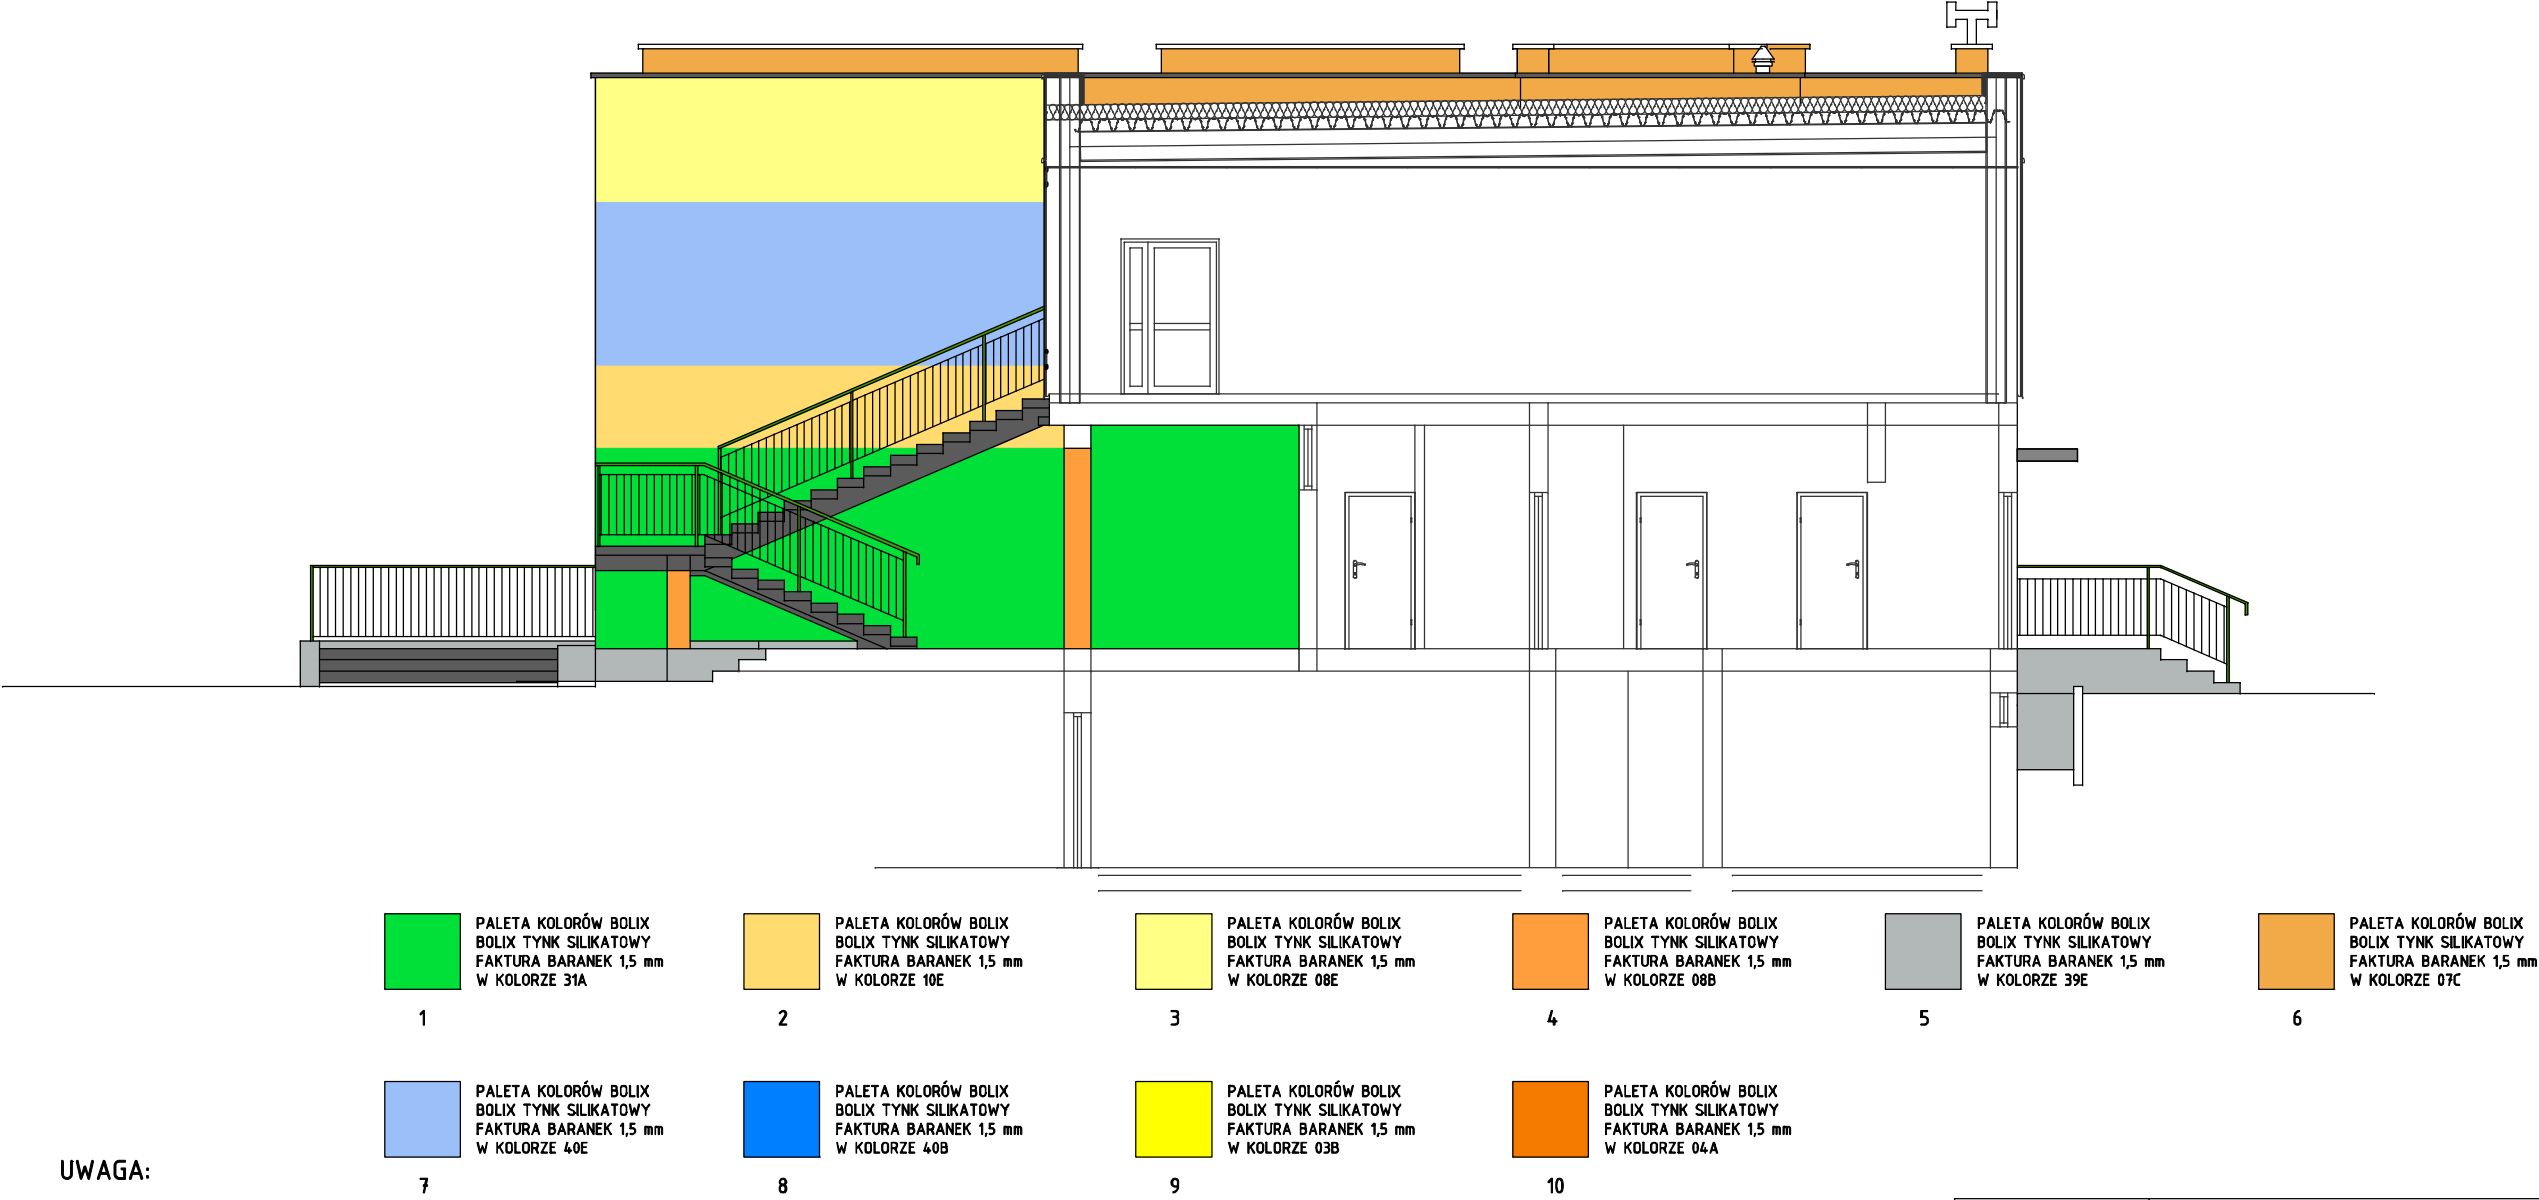 PALETA KOLORÓW BOLIX
BOLIX TYNK SILIKATOWY
FAKTURA BARANEK 1,5 mm
W KOLORZE 31A
1
PALETA KOLORÓW BOLIX
BOLIX TYNK SILIKATOWY
FAKTURA BARANEK 1,5 mm
W KOLORZE 10E
2
PALETA KOLORÓW BOLIX
BOLIX TYNK SILIKATOWY
FAKTURA BARANEK 1,5 mm
W KOLORZE 08E
3
PALETA KOLORÓW BOLIX
BOLIX TYNK SILIKATOWY
FAKTURA BARANEK 1,5 mm
W KOLORZE 08B
4
PALETA KOLORÓW BOLIX
BOLIX TYNK SILIKATOWY
FAKTURA BARANEK 1,5 mm
W KOLORZE 39E
5
PALETA KOLORÓW BOLIX
BOLIX TYNK SILIKATOWY
FAKTURA BARANEK 1,5 mm
W KOLORZE 07C
6
PALETA KOLORÓW BOLIX
BOLIX TYNK SILIKATOWY
FAKTURA BARANEK 1,5 mm
W KOLORZE 40E
7
PALETA KOLORÓW BOLIX
BOLIX TYNK SILIKATOWY
FAKTURA BARANEK 1,5 mm
W KOLORZE 40B
8
PALETA KOLORÓW BOLIX
BOLIX TYNK SILIKATOWY
FAKTURA BARANEK 1,5 mm
W KOLORZE 03B
9
PALETA KOLORÓW BOLIX
BOLIX TYNK SILIKATOWY
FAKTURA BARANEK 1,5 mm
W KOLORZE 04A
10
UWAGA: